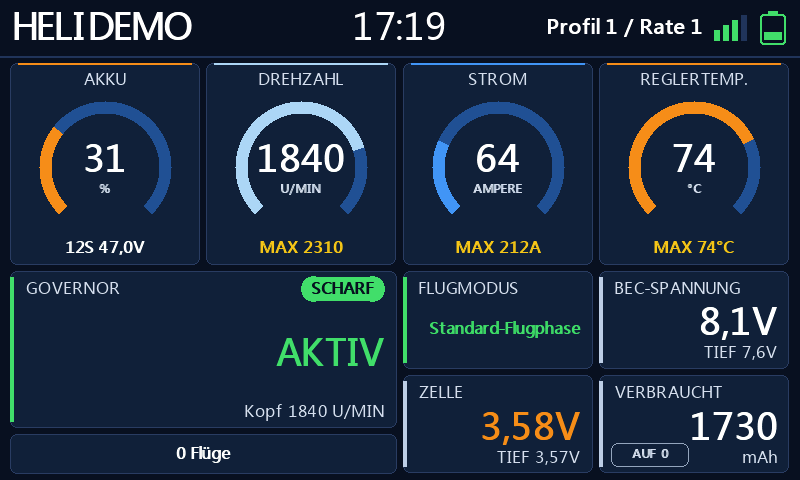 HELI DEMO
17:19
Profil 1 / Rate 1
AKKU
31
%
12S 47,0V
DREHZAHL
1840
U/MIN
MAX 2310
STROM
64
AMPERE
MAX 212A
REGLERTEMP.
74
°C
MAX 74°C
GOVERNOR
SCHARF
AKTIV
Kopf 1840 U/MIN
0 Flüge
FLUGMODUS
Standard-Flugphase
BEC-SPANNUNG
8,1V
TIEF 7,6V
ZELLE
3,58V
TIEF 3,57V
VERBRAUCHT
1730
AUF 0
mAh